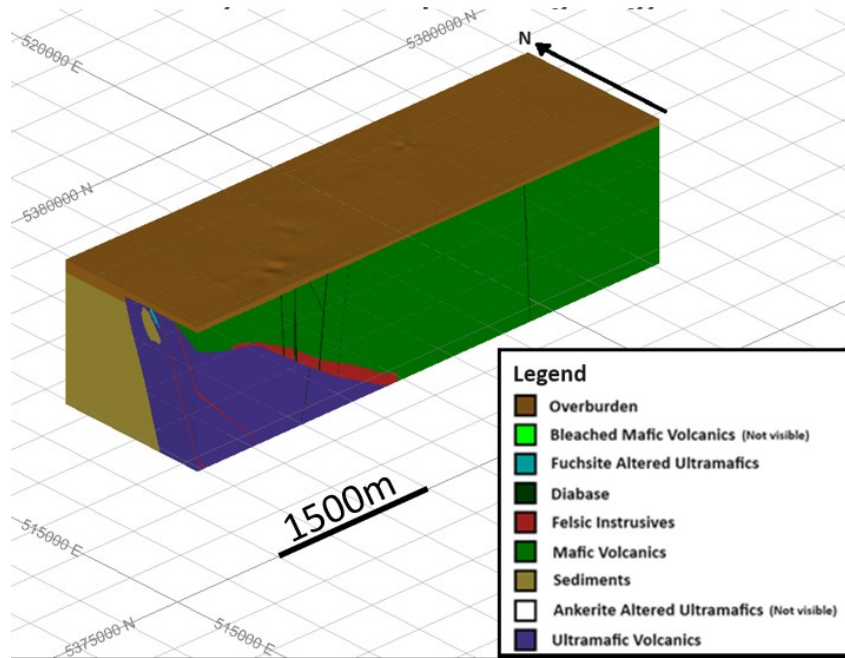 520000 E
5380000 N
N
5380000 N
1500m
515000 E
5375000 N
515000 E
Legend
Overburden
Bleached Mafic Volcanics (Not visible)
Fuchsite Altered Ultramafics
Diabase
Felsic Instrusives
Mafic Volcanics
Sediments
Ankerite Altered Ultramafics (Not visible)
Ultramafic Volcanics